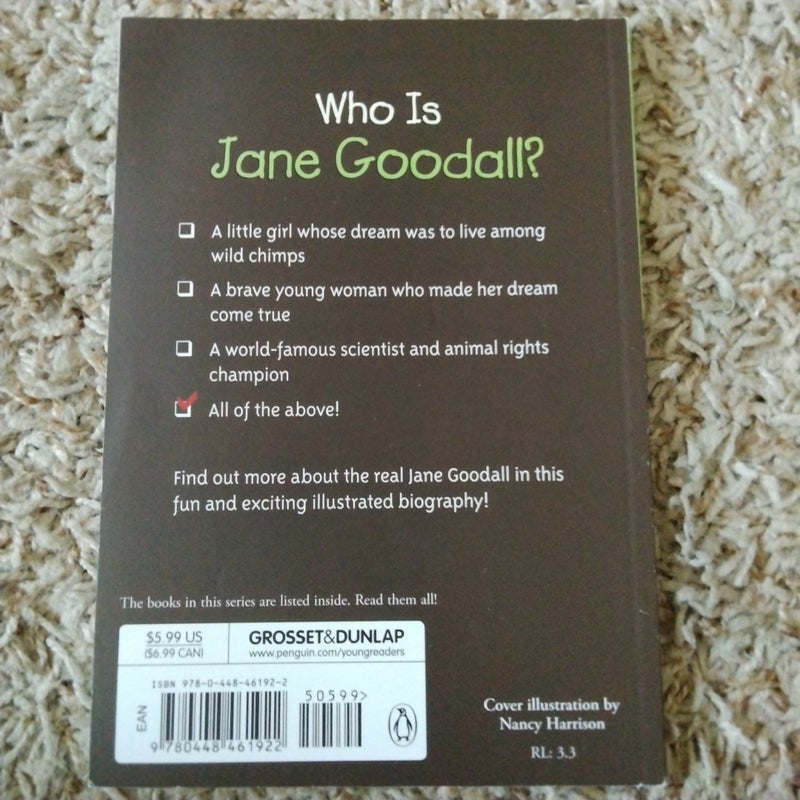 Who Is
Jane Goodall?
A little girl whose dream was to live among
wild chimps
A brave young woman who made her dream
come true
A world-famous scientist and animal rights
champion
All of the above!
Find out more about the real Jane Goodall in this
fun and exciting illustrated biography!
The books in this series are listed inside. Read them all!
$5.99 US
($6.99 CAN)
GROSSET&DUNLAP
www.penguin.com/youngreaders
ISBN 978-0-448-46192-2
50599>
EAN
9 780448 461922
Cover illustration by
Nancy Harrison
RL: 3.3